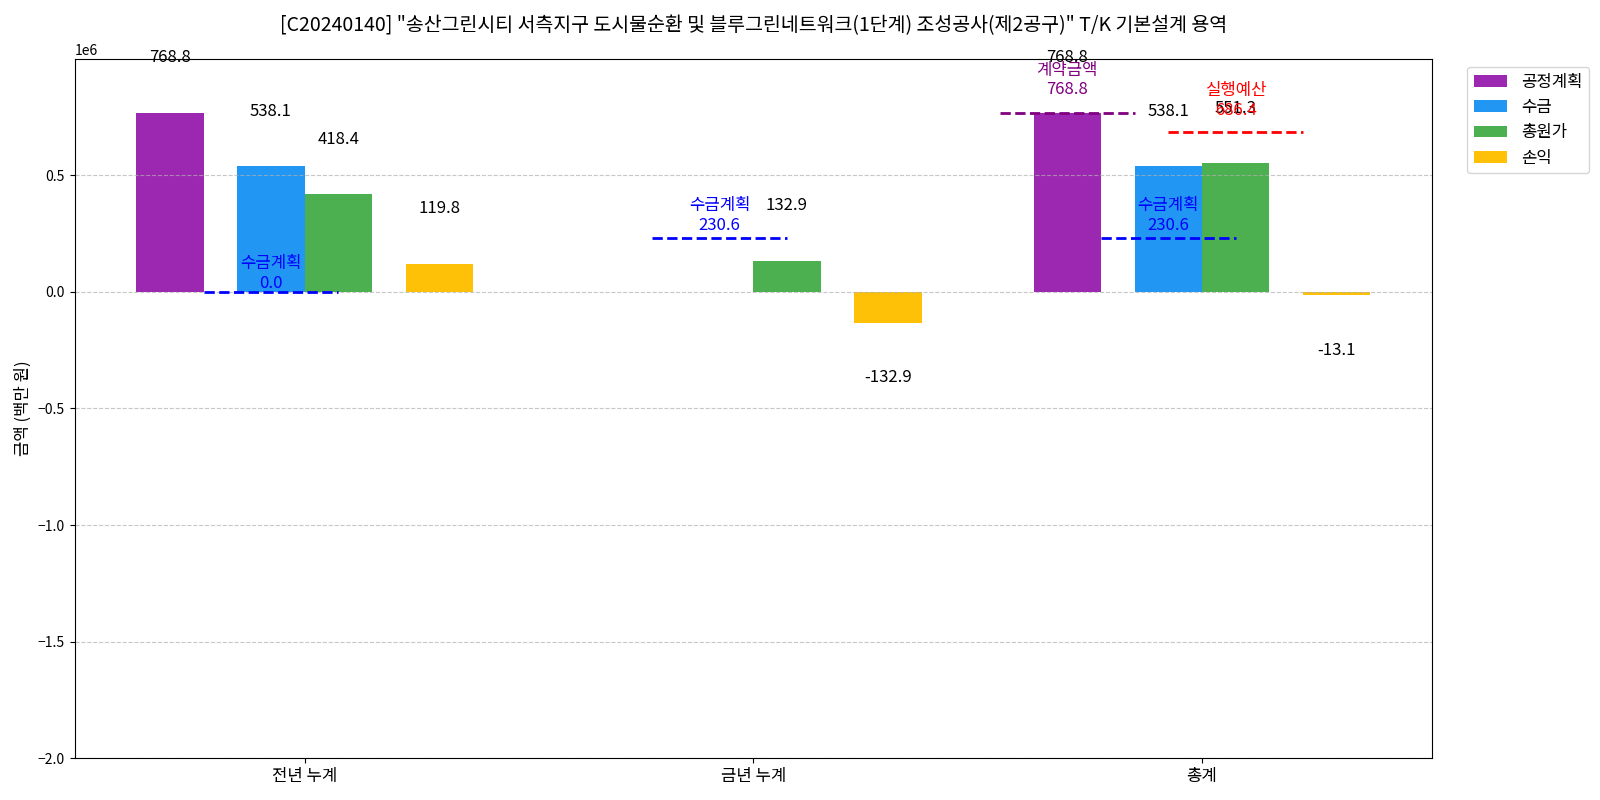 [C20240140] "송산그린시티 서측지구 도시물순환 및 블루그린네트워크(1단계) 조성공사(제2공구)" T/K 기본설계 용역
1e6
금액 (백만 원)
0.5
0.0
−0.5
−1.0
−1.5
−2.0
768.8
538.1
418.4
119.8
수금계획
0.0
수금계획
230.6
132.9
-132.9
768.8
계약금액
768.8
538.1
실행예산
551.3
수금계획
230.6
-13.1
전년 누계
금년 누계
총계
공정계획
수금
총원가
손익